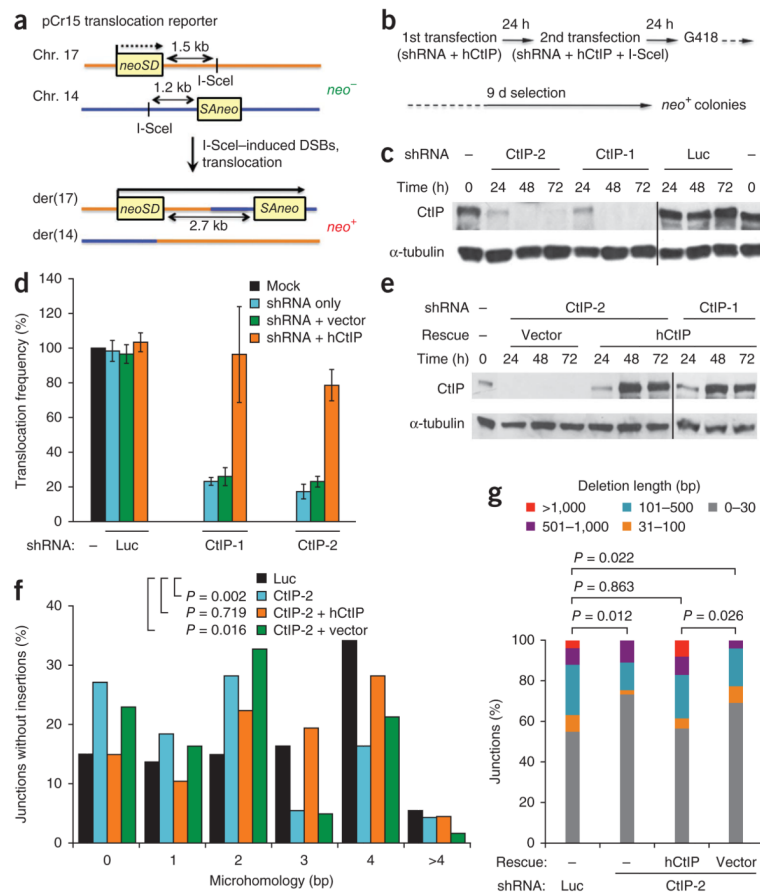 a
pCr15 translocation reporter
Chr. 17
neoSD
1.5 kb
I-SceI
1.2 kb
neo–
Chr. 14
SAneo
I-SceI
I-SceI–induced DSBs,
translocation
der(17)
neoSD
SAneo
2.7 kb
neo+
der(14)
b
24 h
24 h
1st transfection
2nd transfection
G418
(shRNA + hCtIP)
(shRNA + hCtIP + I-SceI)
9 d selection
neo+ colonies
c
shRNA – CtIP-2 CtIP-1 Luc –
Time (h) 0 24 48 72 24 48 72 24 48 72 0
CtIP
α-tubulin
d
Translocation frequency (%)
140
120
100
80
60
40
20
0
Mock
shRNA only
shRNA + vector
shRNA + hCtIP
shRNA: – Luc CtIP-1 CtIP-2
e
shRNA – CtIP-2 CtIP-1
Rescue – Vector hCtIP
Time (h) 0 24 48 72 24 48 72 24 48 72
CtIP
α-tubulin
f
Junctions without insertions (%)
40
30
20
10
0
P = 0.002
P = 0.719
P = 0.016
Luc
CtIP-2
CtIP-2 + hCtIP
CtIP-2 + vector
0 1 2 3 4 >4
Microhomology (bp)
g
Deletion length (bp)
>1,000 101–500 0–30
501–1,000 31–100
P = 0.022
P = 0.863
P = 0.012
P = 0.026
Junctions (%)
100
80
60
40
20
0
Rescue: – – hCtIP Vector
shRNA: Luc CtIP-2